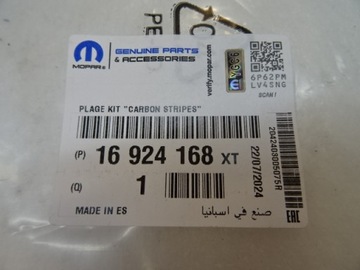 MOPAR®
GENUINE PARTS
& ACCESSORIES
verify.mopar.com
6P62PM
LV4SNG
SCAN!
PLAGE KIT "CARBON STRIPES"
(P) 16 924 168 XT
(Q) 1
MADE IN ES
صنع في اسبانيا
22/07/2024
EAC